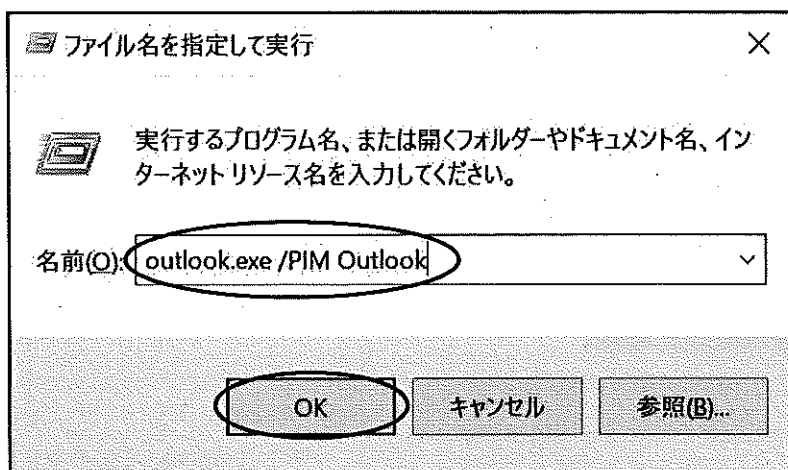 ファイル名を指定して実行
実行するプログラム名、または開くフォルダーやドキュメント名、イン
ターネット リソース名を入力してください。
名前(O): outlook.exe /PIM Outlook
OK キャンセル 参照(B)...